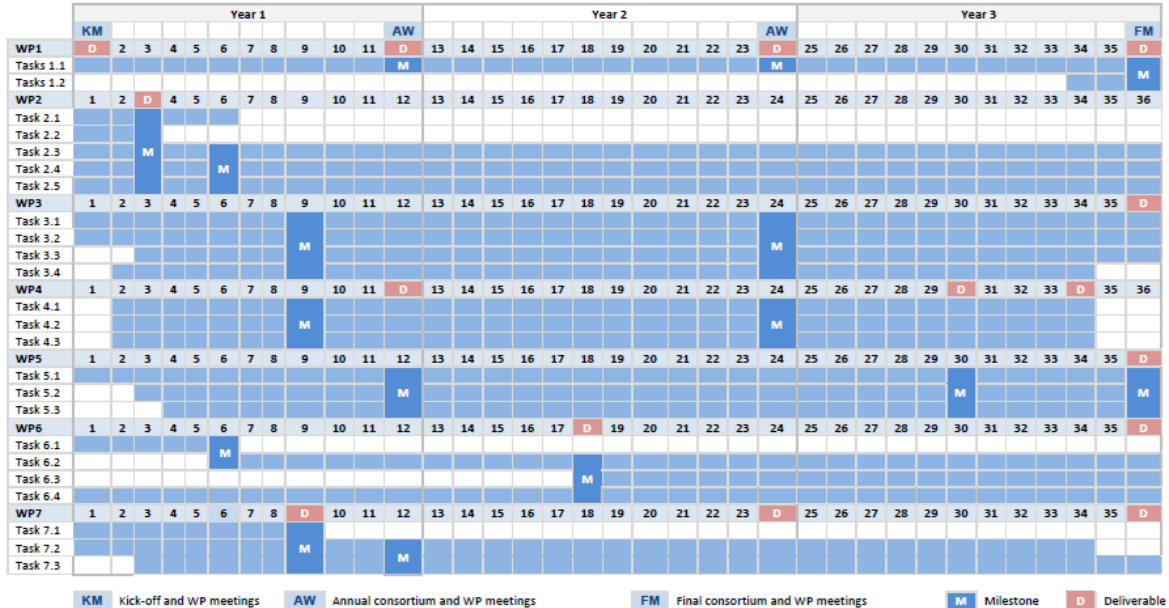 Year 1 Year 2 Year 3
KM AW AW FM
WP1 D 2 3 4 5 6 7 8 9 10 11 D 13 14 15 16 17 18 19 20 21 22 23 D 25 26 27 28 29 30 31 32 33 34 35 D
Tasks 1.1 M M
M
Tasks 1.2
WP2 1 2 D 4 5 6 7 8 9 10 11 12 13 14 15 16 17 18 19 20 21 22 23 24 25 26 27 28 29 30 31 32 33 34 35 36
Task 2.1
Task 2.2
Task 2.3 M
Task 2.4 M
Task 2.5
WP3 1 2 3 4 5 6 7 8 9 10 11 12 13 14 15 16 17 18 19 20 21 22 23 24 25 26 27 28 29 30 31 32 33 34 35 D
Task 3.1
Task 3.2
M M
Task 3.3
Task 3.4
WP4 1 2 3 4 5 6 7 8 9 10 11 D 13 14 15 16 17 18 19 20 21 22 23 24 25 26 27 28 29 D 31 32 33 D 35 36
Task 4.1
Task 4.2 M M
Task 4.3
WP5 1 2 3 4 5 6 7 8 9 10 11 12 13 14 15 16 17 18 19 20 21 22 23 24 25 26 27 28 29 30 31 32 33 34 35 D
Task 5.1
Task 5.2 M M M
Task 5.3
WP6 1 2 3 4 5 6 7 8 9 10 11 12 13 14 15 16 17 D 19 20 21 22 23 24 25 26 27 28 29 30 31 32 33 34 35 D
Task 6.1
M
Task 6.2
Task 6.3 M
Task 6.4
WP7 1 2 3 4 5 6 7 8 D 10 11 12 13 14 15 16 17 18 19 20 21 22 23 D 25 26 27 28 29 30 31 32 33 34 35 D
Task 7.1
Task 7.2 M
M
Task 7.3
KM Kick-off and WP meetings AW Annual consortium and WP meetings FM Final consortium and WP meetings M Milestone D Deliverable